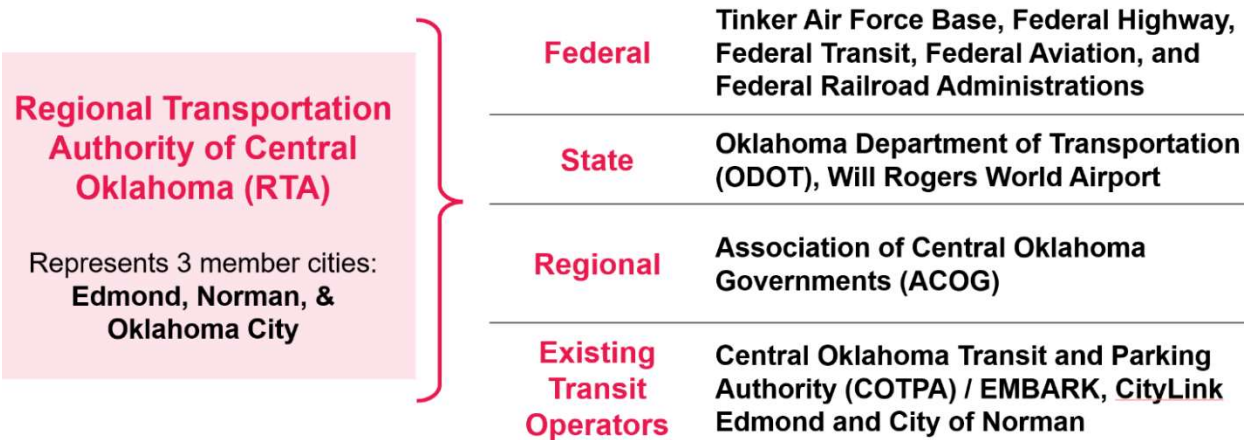 Regional Transportation
Authority of Central
Oklahoma (RTA)
Represents 3 member cities:
Edmond, Norman, &
Oklahoma City
Federal
Tinker Air Force Base, Federal Highway,
Federal Transit, Federal Aviation, and
Federal Railroad Administrations
State
Oklahoma Department of Transportation
(ODOT), Will Rogers World Airport
Regional
Association of Central Oklahoma
Governments (ACOG)
Existing
Transit
Operators
Central Oklahoma Transit and Parking
Authority (COTPA) / EMBARK, CityLink
Edmond and City of Norman